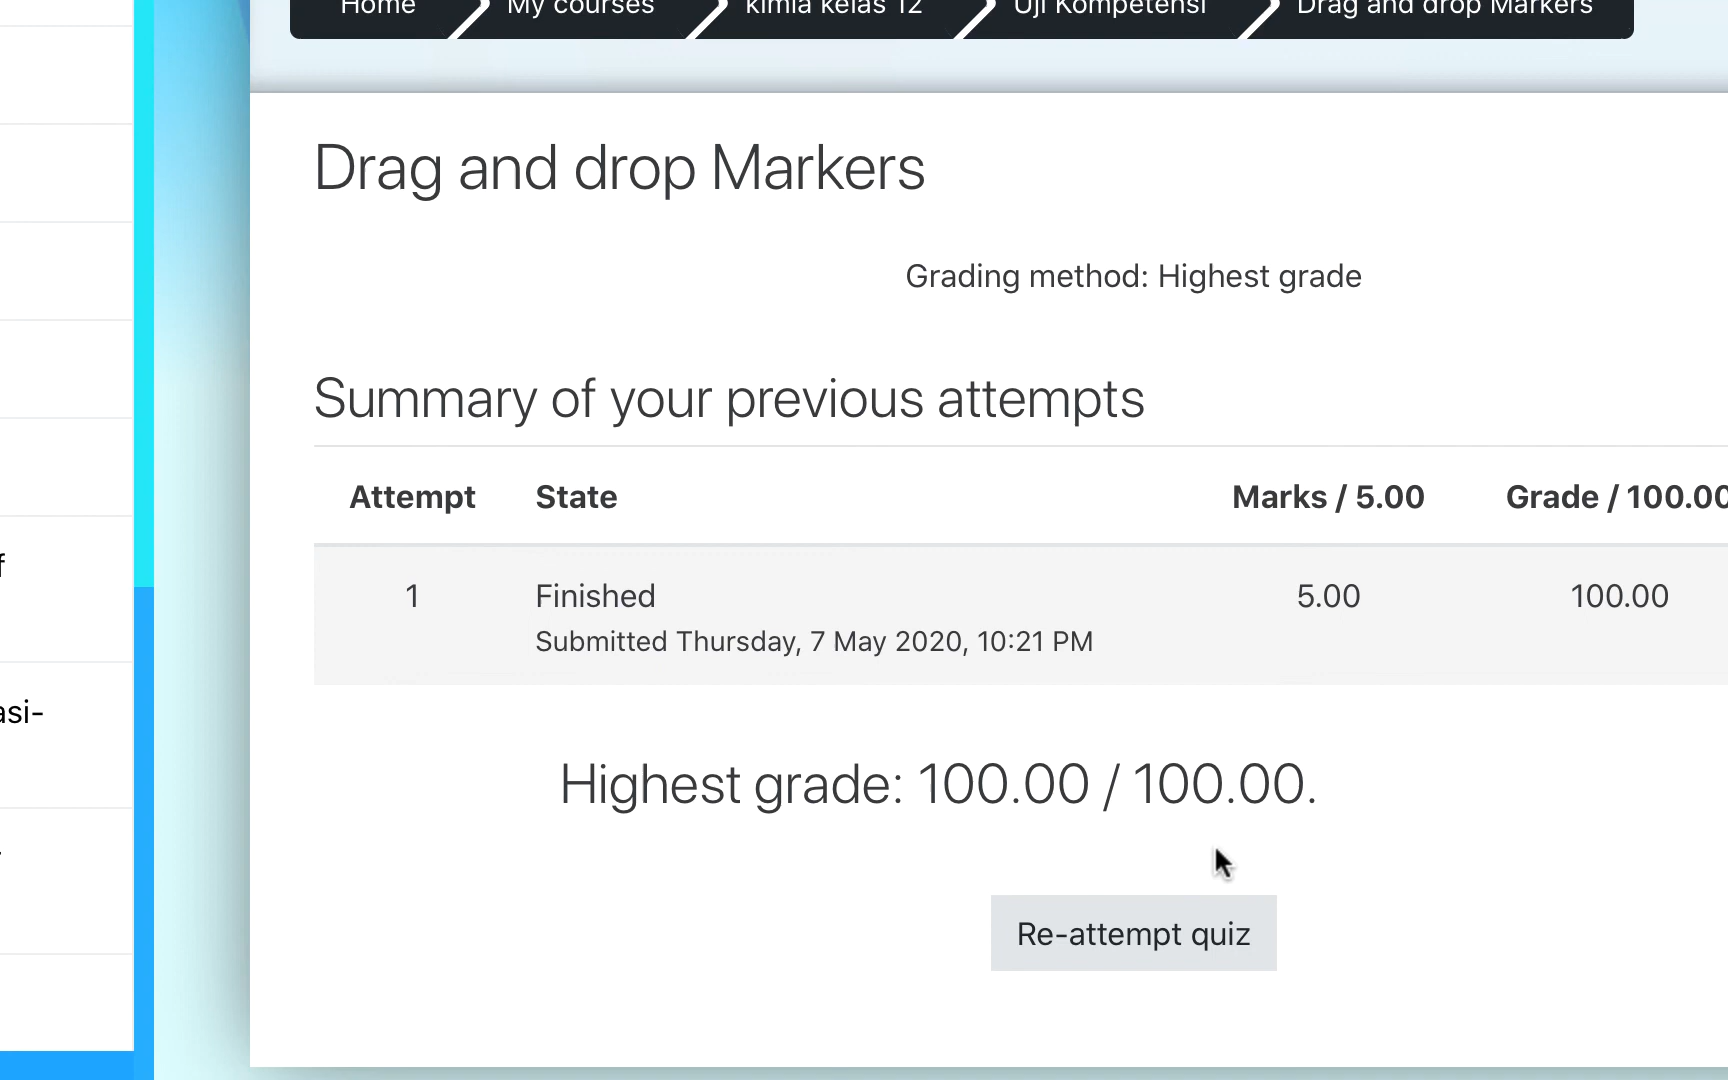 Home My courses kimia kelas 12 Uji Kompetensi Drag and drop Markers
Drag and drop Markers
Grading method: Highest grade
Summary of your previous attempts
Attempt State Marks / 5.00 Grade / 100.00
1 Finished 5.00 100.00
Submitted Thursday, 7 May 2020, 10:21 PM
asi-
Highest grade: 100.00 / 100.00.
Re-attempt quiz